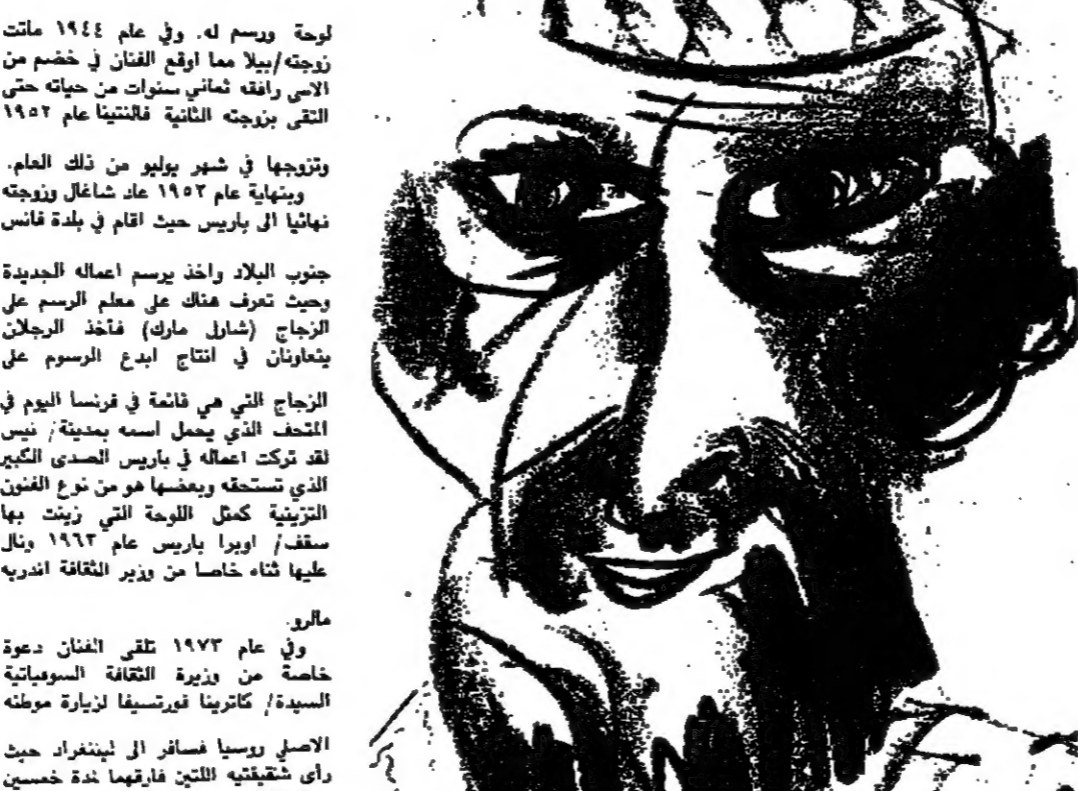 لوحة ورسم له. وفي عام ١٩٤٤ ماتت
زوجته/بيلا مما اوقع الفنان في خضم من
الاسى رافقه ثماني سنوات من حياته حتى
التقى بزوجته الثانية فالنتينا عام ١٩٥٢
وتزوجها في شهر يوليو من ذلك العام.
وبنهاية عام ١٩٥٢ عاد شاغال وزوجته
نهائيا الى باريس حيث اقام في بلدة فانس
جنوب البلاد واخذ يرسم اعماله الجديدة
وحيث تعرف هناك على معلم الرسم على
الزجاج (شارل مارك) فأخذ الرجلان
يتعاونان في انتاج ابدع الرسوم على
الزجاج التي هي قائمة في فرنسا اليوم في
المتحف الذي يحمل اسمه بمدينة/ نيس
لقد تركت اعماله في باريس الصدى الكبير
الذي تستحقه وبعضها هو من نوع الفنون
التزينية كمثل اللوحة التي زينت بها
سقف/ اوبرا باريس عام ١٩٦٣ ونال
عليها ثناء خاصا من وزير الثقافة اندريه
مالرو.
وفي عام ١٩٧٣ تلقى الفنان دعوة
خاصة من وزيرة الثقافة السوفياتية
السيدة/ كاترينا فورتسيفا لزيارة موطنه
الاصلي روسيا فسافر الى ليننغراد حيث
رأى شقيقتيه اللتين فارقهما لمدة خمسين